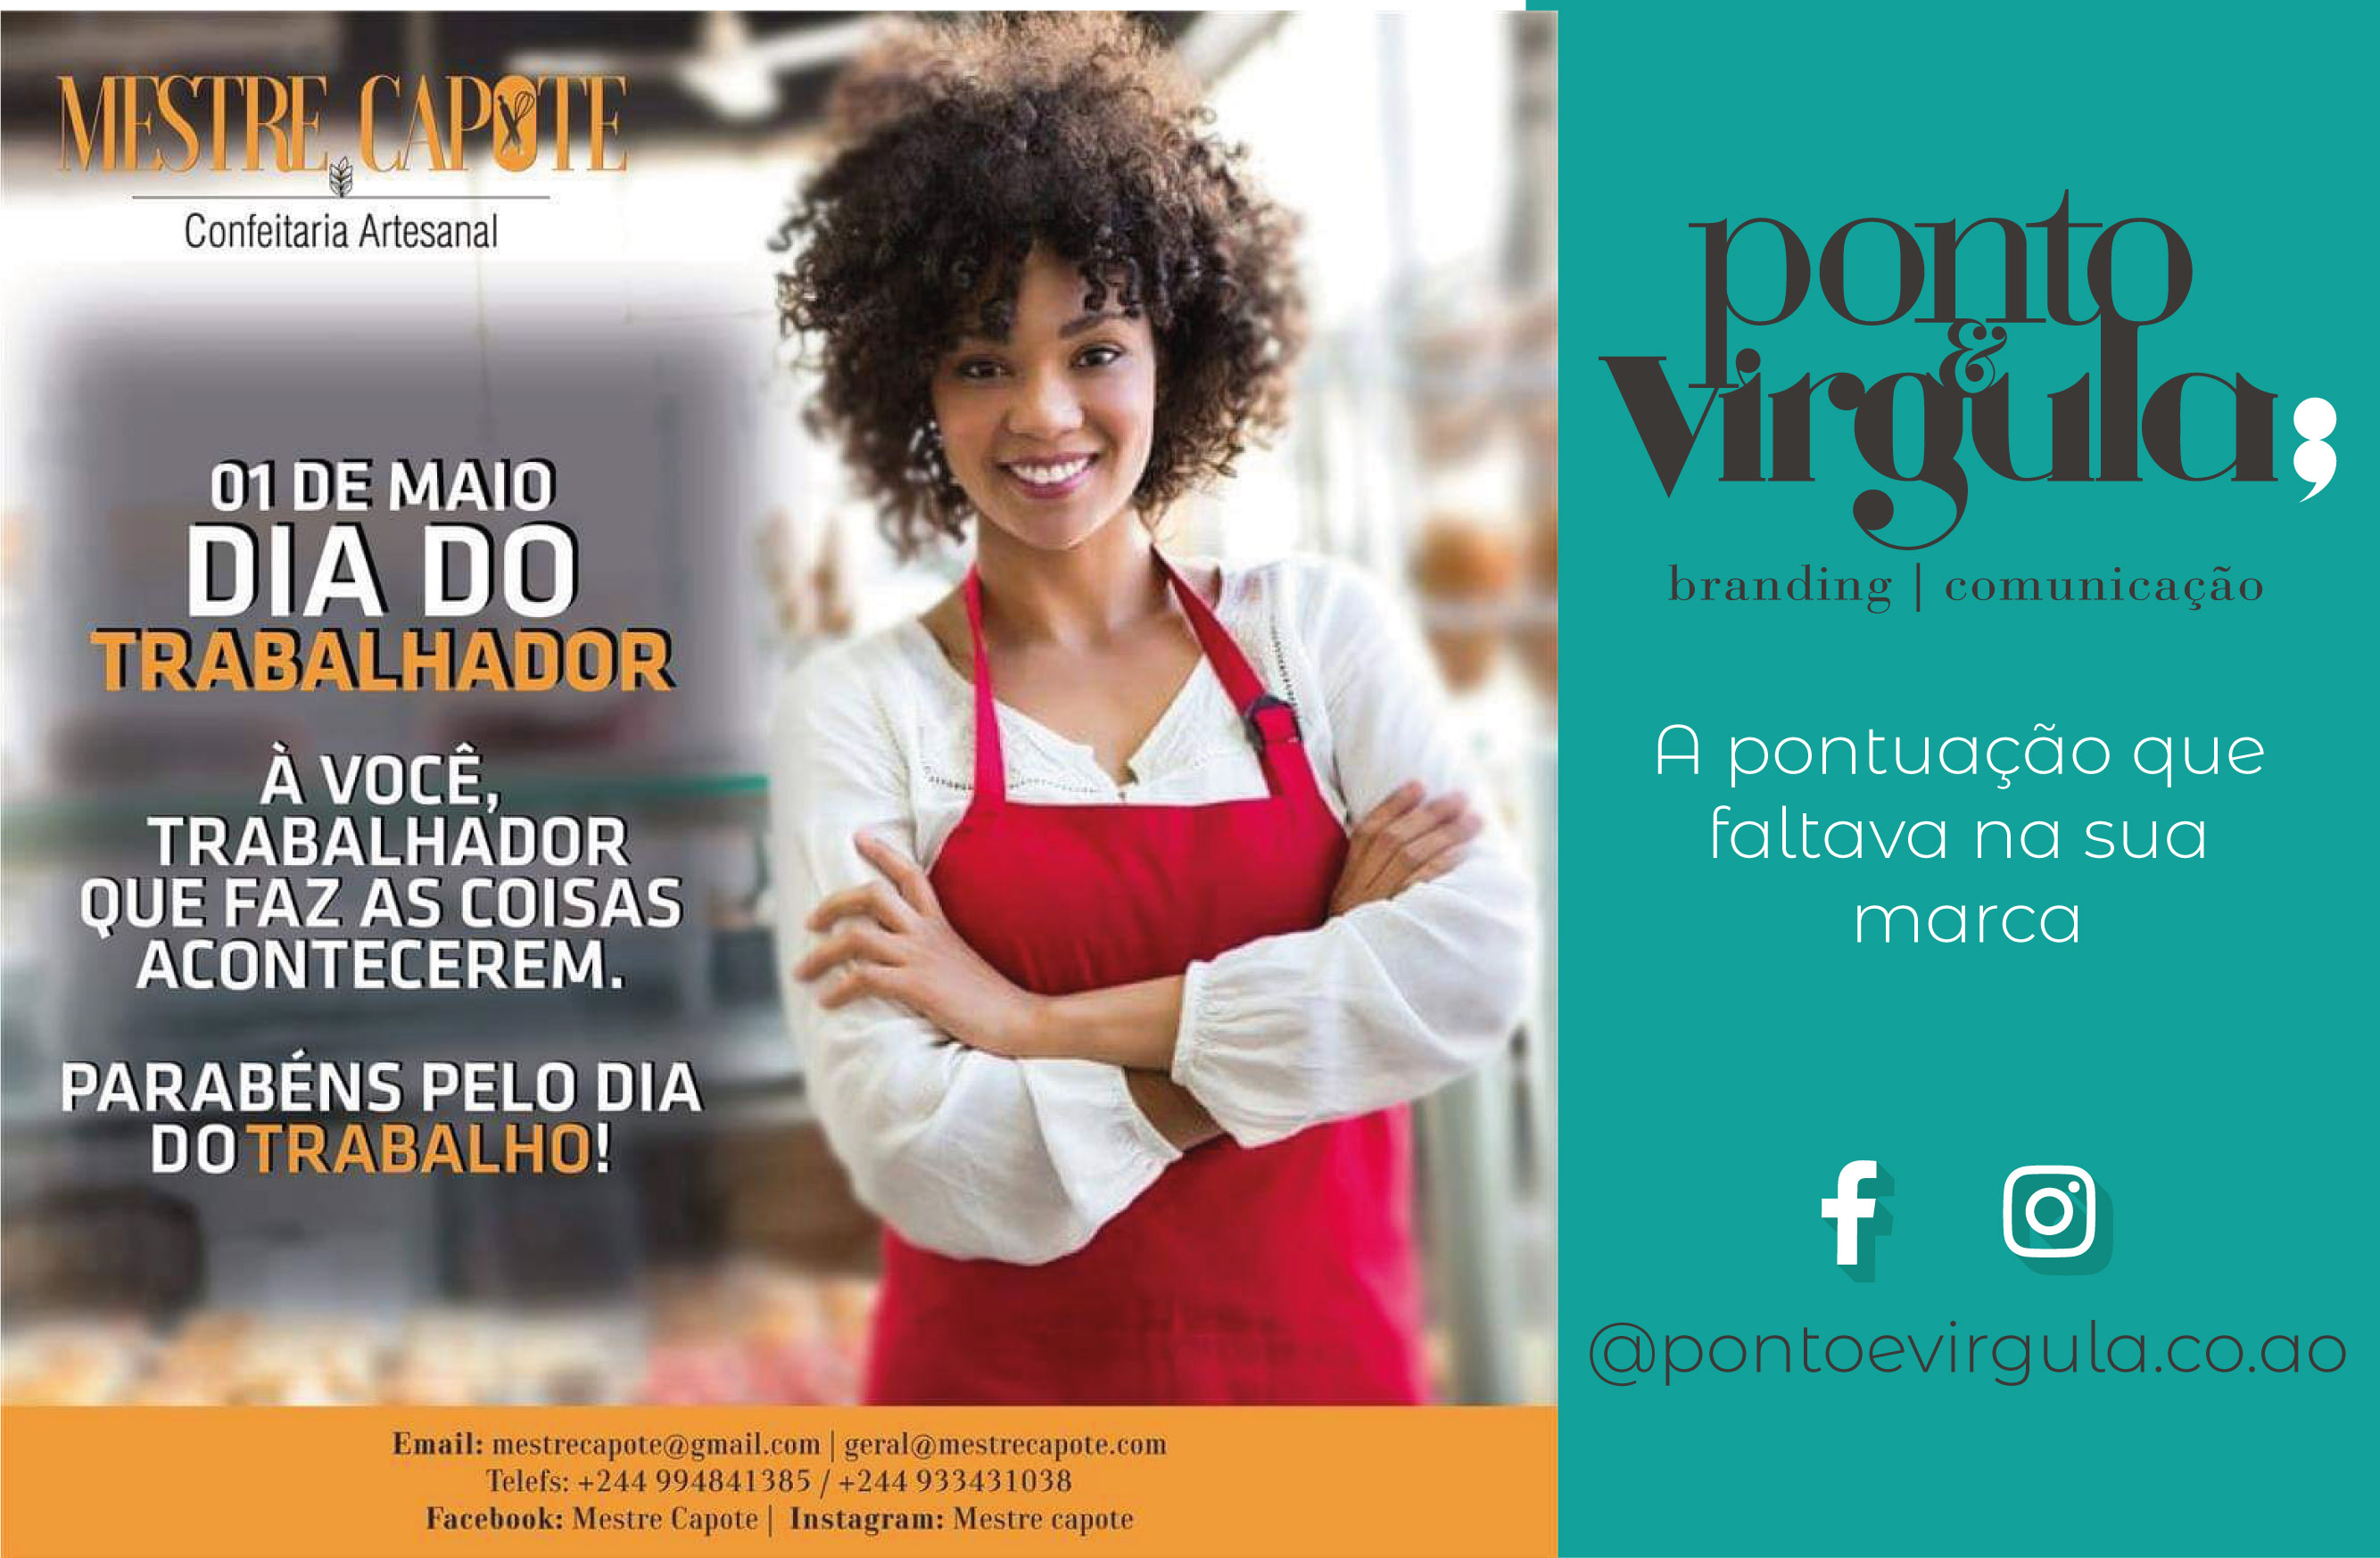 MESTRE CAPOTE
Confeitaria Artesanal
01 DE MAIO
DIA DO
TRABALHADOR
À VOCÊ,
TRABALHADOR
QUE FAZ AS COISAS
ACONTECEREM.
PARABÉNS PELO DIA
DO TRABALHO!
Email: mestrecapote@gmail.com | geral@mestrecapote.com
Telefs: +244 994841385 / +244 933431038
Facebook: Mestre Capote | Instagram: Mestre capote
ponto
&
virgula;
branding | comunicação
A pontuação que
faltava na sua
marca
@pontoevirgula.co.ao